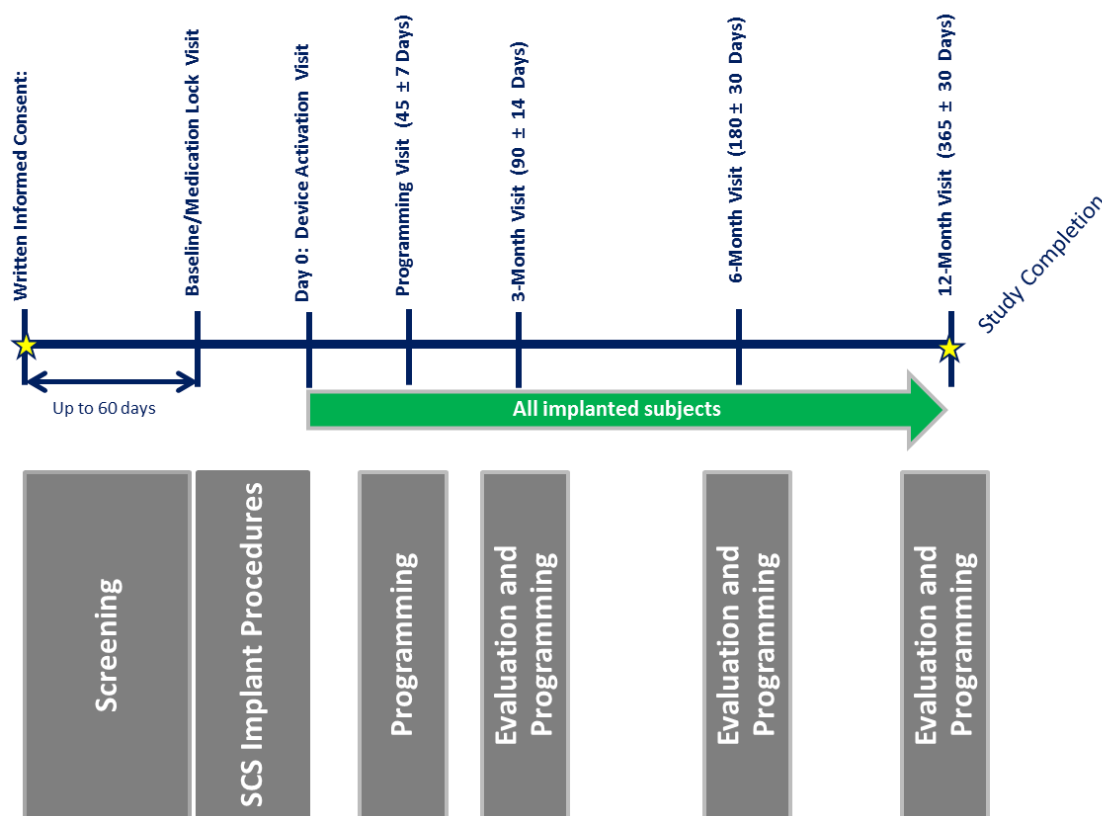 Written Informed Consent:
Baseline/Medication Lock Visit
Day 0: Device Activation Visit
Programming Visit (45 ± 7 Days)
3-Month Visit (90 ± 14 Days)
6-Month Visit (180 ± 30 Days)
12-Month Visit (365 ± 30 Days)
Study Completion
Up to 60 days
All implanted subjects
Screening
SCS Implant Procedures
Programming
Evaluation and
Programming
Evaluation and
Programming
Evaluation and
Programming